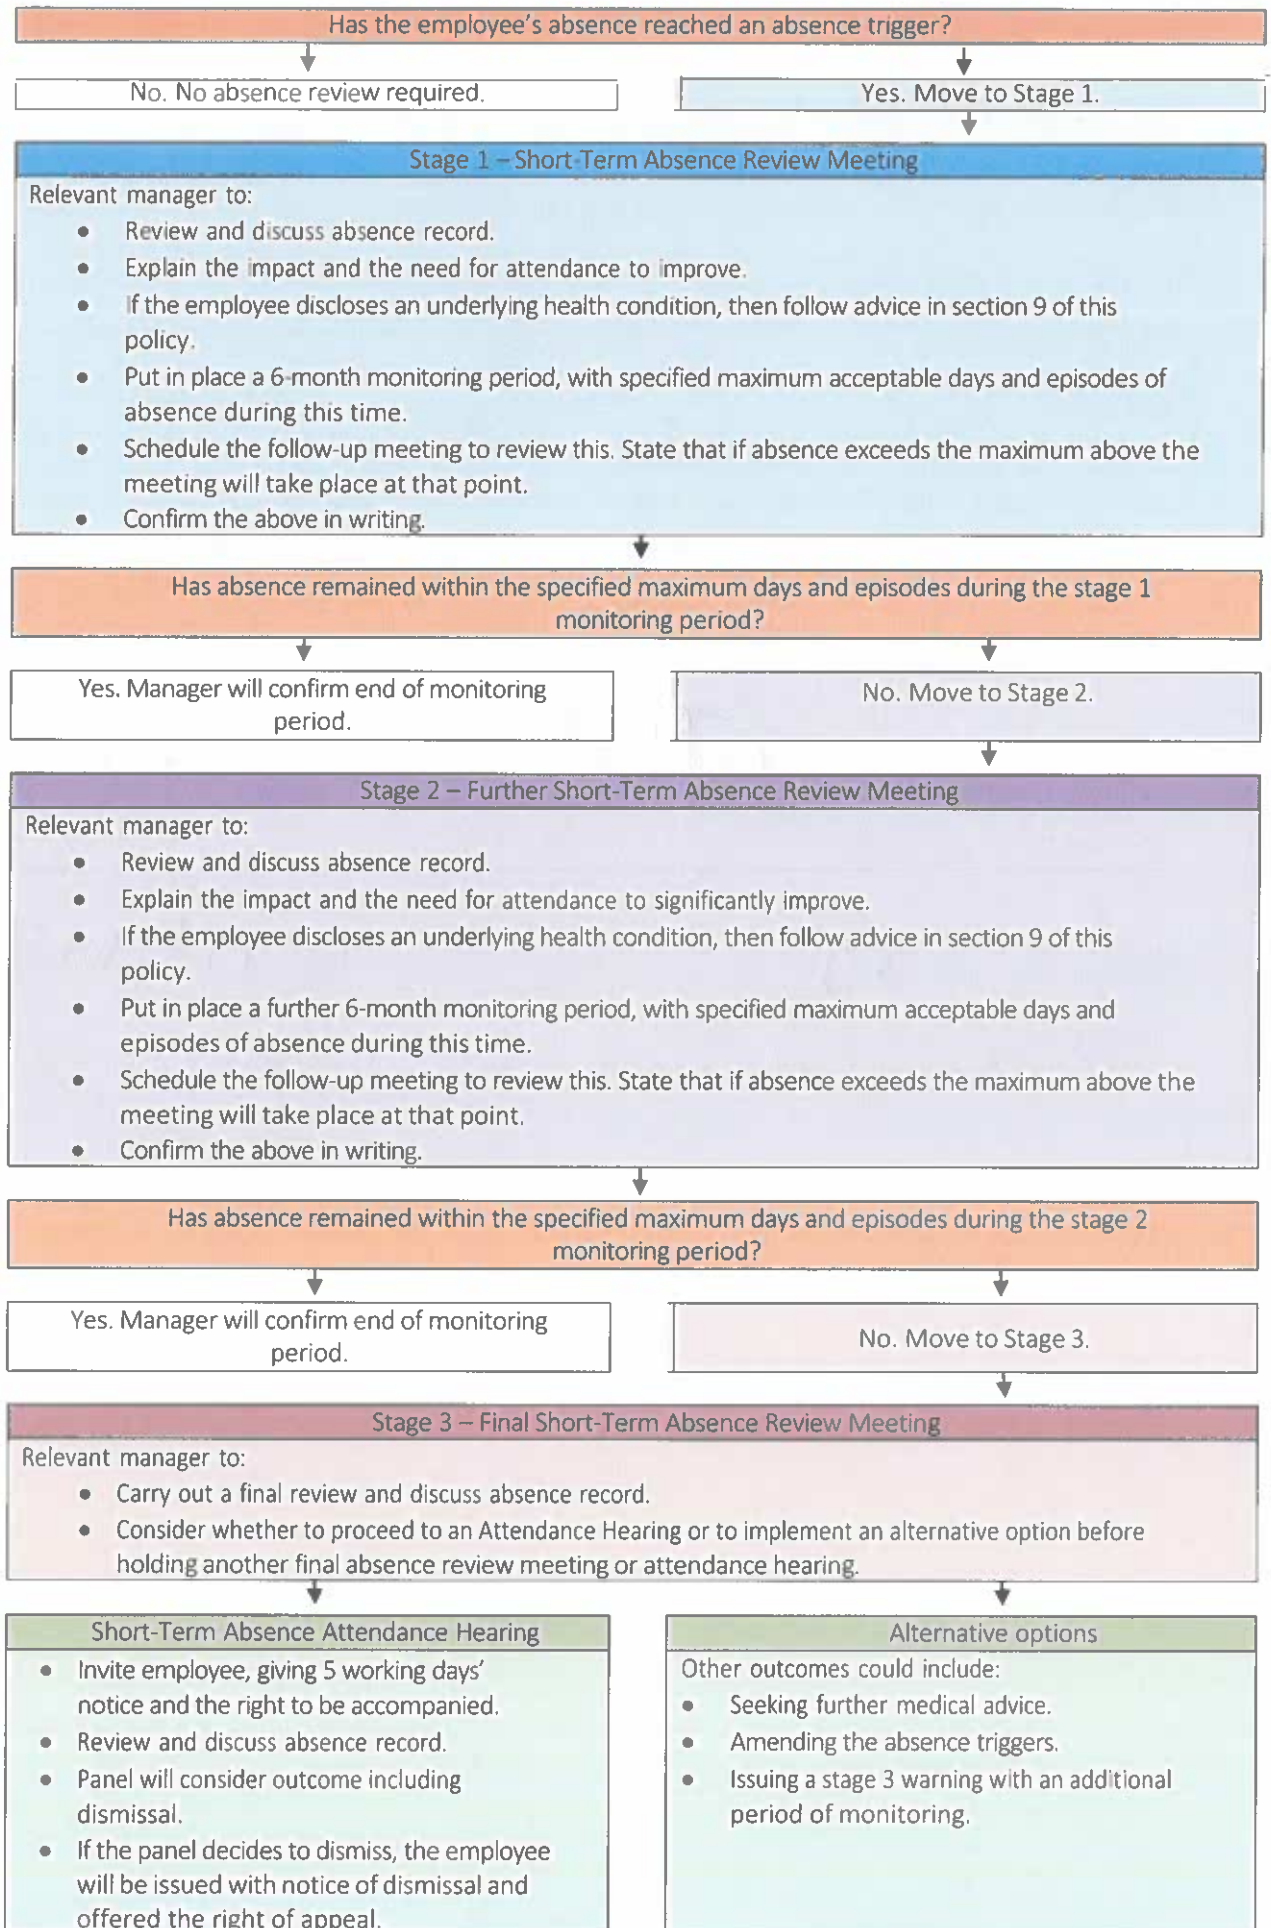 Has the employee's absence reached an absence trigger?
No. No absence review required.
Yes. Move to Stage 1.
Stage 1 – Short-Term Absence Review Meeting
Relevant manager to:
• Review and discuss absence record.
• Explain the impact and the need for attendance to improve.
• If the employee discloses an underlying health condition, then follow advice in section 9 of this
policy.
• Put in place a 6-month monitoring period, with specified maximum acceptable days and episodes of
absence during this time.
• Schedule the follow-up meeting to review this. State that if absence exceeds the maximum above the
meeting will take place at that point.
• Confirm the above in writing.
Has absence remained within the specified maximum days and episodes during the stage 1
monitoring period?
Yes. Manager will confirm end of monitoring
period.
No. Move to Stage 2.
Stage 2 – Further Short-Term Absence Review Meeting
Relevant manager to:
• Review and discuss absence record.
• Explain the impact and the need for attendance to significantly improve.
• If the employee discloses an underlying health condition, then follow advice in section 9 of this
policy.
• Put in place a further 6-month monitoring period, with specified maximum acceptable days and
episodes of absence during this time.
• Schedule the follow-up meeting to review this. State that if absence exceeds the maximum above the
meeting will take place at that point.
• Confirm the above in writing.
Has absence remained within the specified maximum days and episodes during the stage 2
monitoring period?
Yes. Manager will confirm end of monitoring
period.
No. Move to Stage 3.
Stage 3 – Final Short-Term Absence Review Meeting
Relevant manager to:
• Carry out a final review and discuss absence record.
• Consider whether to proceed to an Attendance Hearing or to implement an alternative option before
holding another final absence review meeting or attendance hearing.
Short-Term Absence Attendance Hearing
• Invite employee, giving 5 working days'
notice and the right to be accompanied.
• Review and discuss absence record.
• Panel will consider outcome including
dismissal.
• If the panel decides to dismiss, the employee
will be issued with notice of dismissal and
offered the right of appeal.
Alternative options
Other outcomes could include:
• Seeking further medical advice.
• Amending the absence triggers.
• Issuing a stage 3 warning with an additional
period of monitoring.